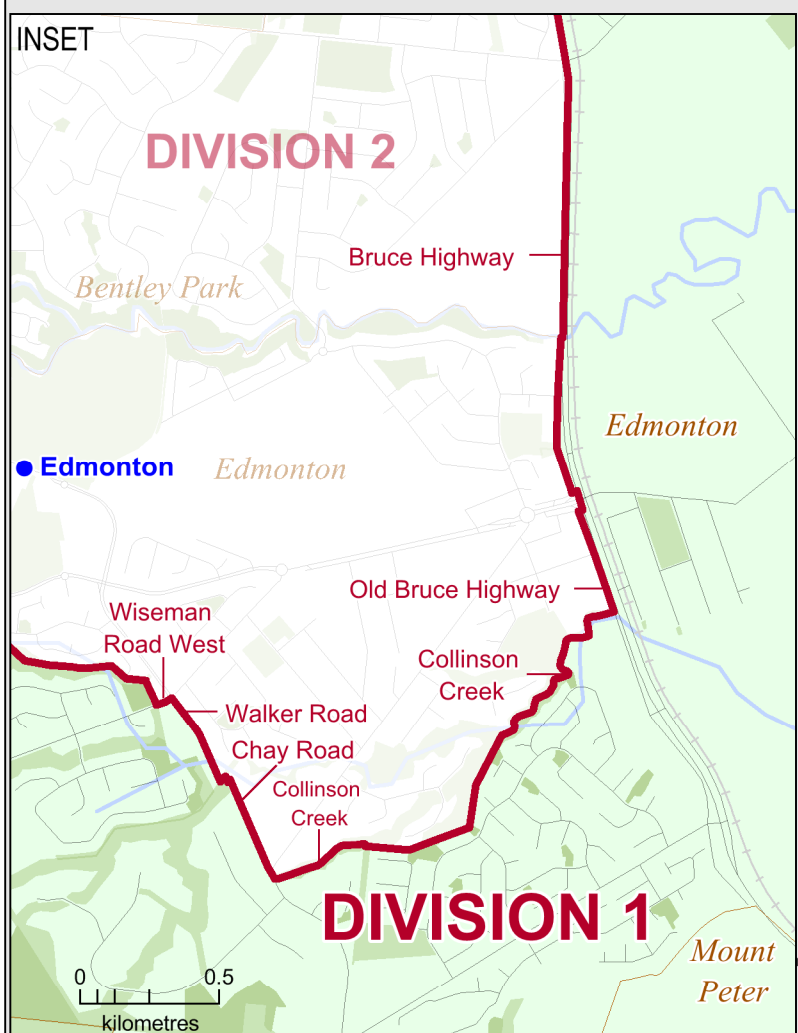 INSET
DIVISION 2
Bruce Highway
Bentley Park
Edmonton
Edmonton
Edmonton
Old Bruce Highway
Wiseman
Road West
Collinson
Creek
Walker Road
Chay Road
Collinson
Creek
DIVISION 1
Mount
Peter
0 0.5
kilometres